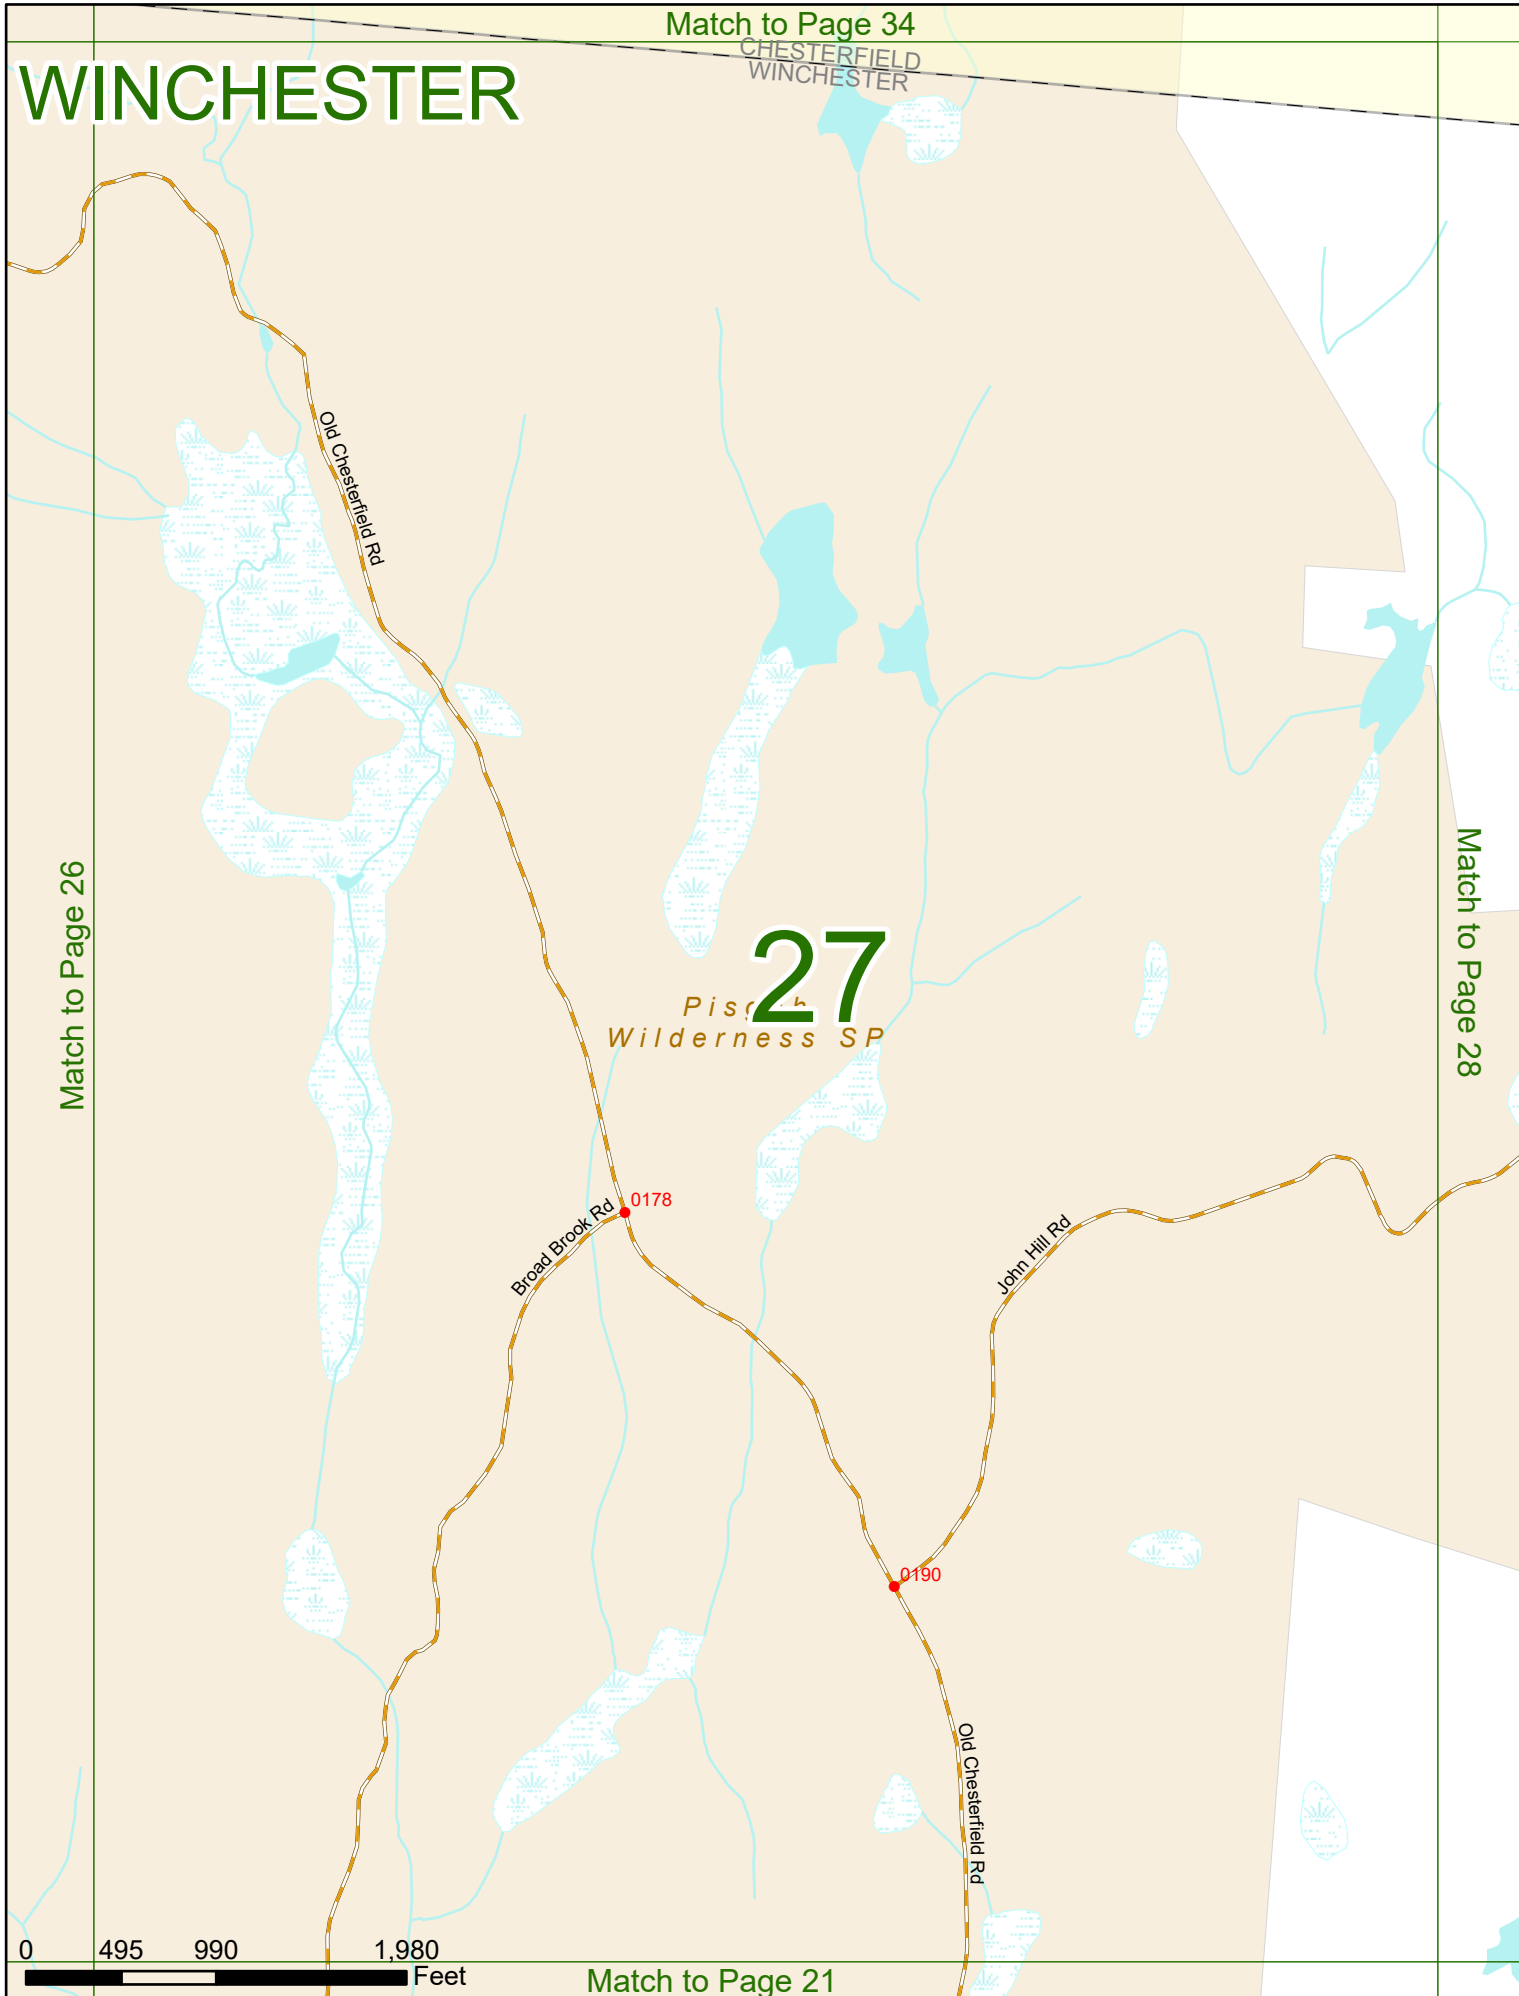 Match to Page 34
CHESTERFIELD
WINCHESTER
WINCHESTER
Old Chesterfield Rd
Match to Page 26
Match to Page 28
27
Wilderness SP
0178
Broad Brook Rd
John Hill Rd
0190
Old Chesterfield Rd
0 495 990 1,980
Feet
Match to Page 21